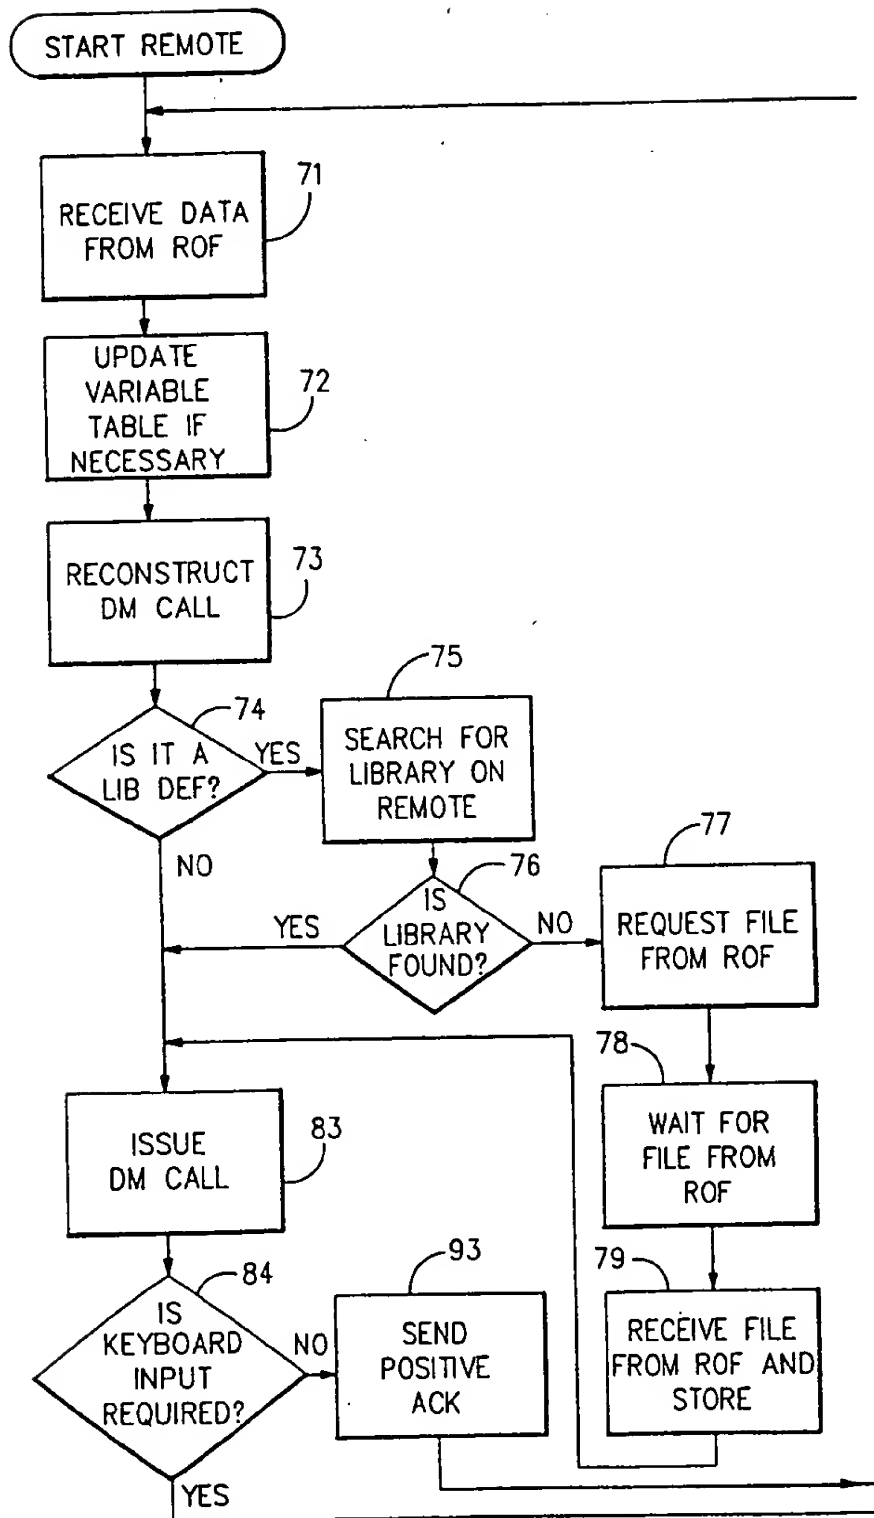 START REMOTE
71
RECEIVE DATA
FROM ROF
72
UPDATE
VARIABLE
TABLE IF
NECESSARY
73
RECONSTRUCT
DM CALL
74
IS IT A
LIB DEF?
YES
NO
75
SEARCH FOR
LIBRARY ON
REMOTE
76
IS
LIBRARY
FOUND?
YES
NO
77
REQUEST FILE
FROM ROF
78
WAIT FOR
FILE FROM
ROF
79
RECEIVE FILE
FROM ROF AND
STORE
83
ISSUE
DM CALL
84
IS
KEYBOARD
INPUT
REQUIRED?
NO
YES
93
SEND
POSITIVE
ACK